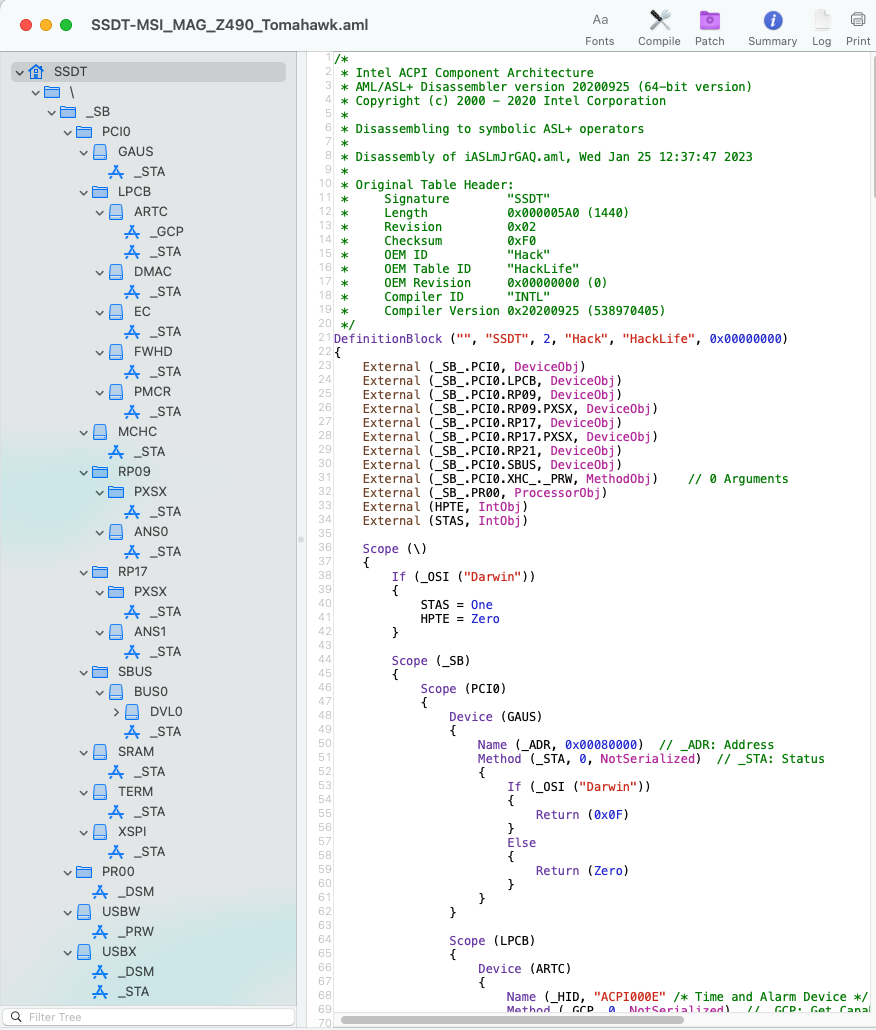 SSDT-MSI_MAG_Z490_Tomahawk.aml
Aa
Fonts
Compile
Patch
Summary
Log
Print
SSDT
\
_SB
PCI0
GAUS
_STA
LPCB
ARTC
_GCP
_STA
DMAC
_STA
EC
_STA
FWHD
_STA
PMCR
_STA
MCHC
_STA
RP09
PXSX
_STA
ANS0
_STA
RP17
PXSX
_STA
ANS1
_STA
SBUS
BUS0
DVL0
_STA
SRAM
_STA
TERM
_STA
XSPI
_STA
PR00
_DSM
USBW
_PRW
USBX
_DSM
_STA
Filter Tree
1 /*
2 * Intel ACPI Component Architecture
3 * AML/ASL+ Disassembler version 20200925 (64-bit version)
4 * Copyright (c) 2000 - 2020 Intel Corporation
5 *
6 * Disassembling to symbolic ASL+ operators
7 *
8 * Disassembly of iASLmJrGAQ.aml, Wed Jan 25 12:37:47 2023
9 *
10 * Original Table Header:
11 *     Signature        "SSDT"
12 *     Length           0x000005A0 (1440)
13 *     Revision         0x02
14 *     Checksum         0xF0
15 *     OEM ID           "Hack"
16 *     OEM Table ID     "HackLife"
17 *     OEM Revision     0x00000000 (0)
18 *     Compiler ID      "INTL"
19 *     Compiler Version 0x20200925 (538970405)
20 */
21 DefinitionBlock ("", "SSDT", 2, "Hack", "HackLife", 0x00000000)
22 {
23     External (_SB_.PCI0, DeviceObj)
24     External (_SB_.PCI0.LPCB, DeviceObj)
25     External (_SB_.PCI0.RP09, DeviceObj)
26     External (_SB_.PCI0.RP09.PXSX, DeviceObj)
27     External (_SB_.PCI0.RP17, DeviceObj)
28     External (_SB_.PCI0.RP17.PXSX, DeviceObj)
29     External (_SB_.PCI0.RP21, DeviceObj)
30     External (_SB_.PCI0.SBUS, DeviceObj)
31     External (_SB_.PCI0.XHC_._PRW, MethodObj)    // 0 Arguments
32     External (_SB_.PR00, ProcessorObj)
33     External (HPTE, IntObj)
34     External (STAS, IntObj)
35
36     Scope (\)
37     {
38         If (_OSI ("Darwin"))
39         {
40             STAS = One
41             HPTE = Zero
42         }
43
44         Scope (_SB)
45         {
46             Scope (PCI0)
47             {
48                 Device (GAUS)
49                 {
50                     Name (_ADR, 0x00080000)  // _ADR: Address
51                     Method (_STA, 0, NotSerialized)  // _STA: Status
52                     {
53                         If (_OSI ("Darwin"))
54                         {
55                             Return (0x0F)
56                         }
57                         Else
58                         {
59                             Return (Zero)
60                         }
61                     }
62                 }
63
64                 Scope (LPCB)
65                 {
66                     Device (ARTC)
67                     {
68                         Name (_HID, "ACPI000E" /* Time and Alarm Device */
69                         Method (_GCP, 0, NotSerialized)  // _GCP: Get Capa
70